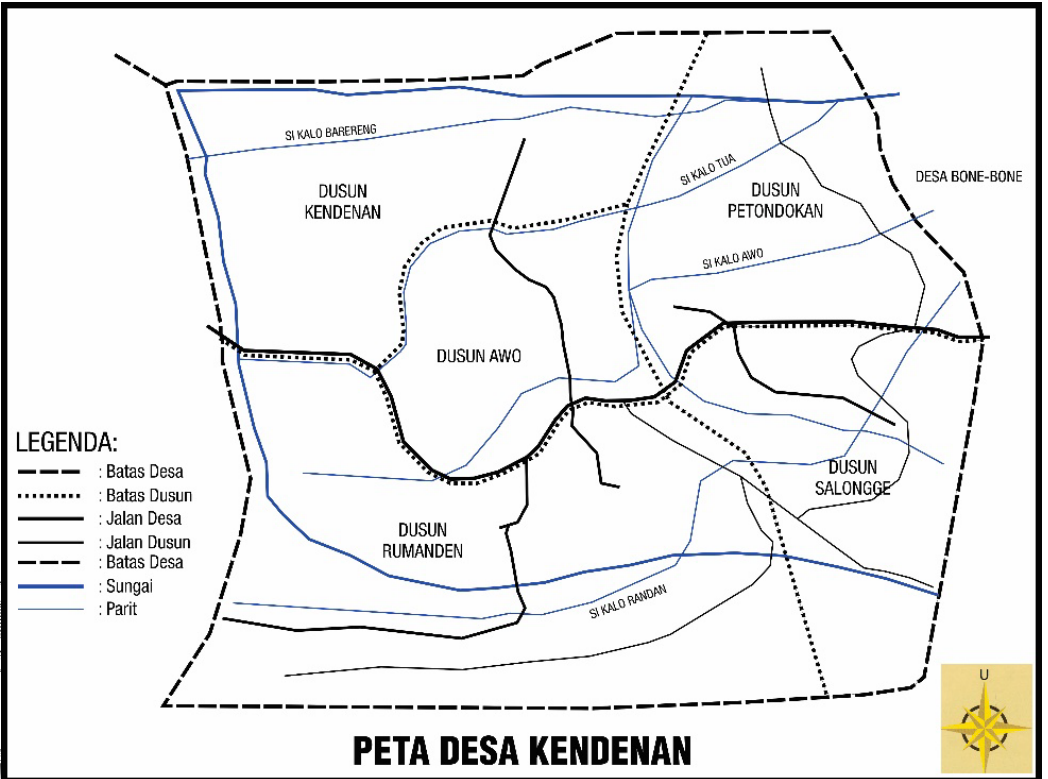 SI KALO BARERENG
SI KALO TUA
DESA BONE-BONE
DUSUN
KENDENAN
DUSUN
PETONDOKAN
SI KALO AWO
DUSUN AWO
LEGENDA:
: Batas Desa
: Batas Dusun
: Jalan Desa
: Jalan Dusun
: Batas Desa
: Sungai
: Parit
DUSUN
SALONGGE
DUSUN
RUMANDEN
SI KALO RANDAN
U
PETA DESA KENDENAN